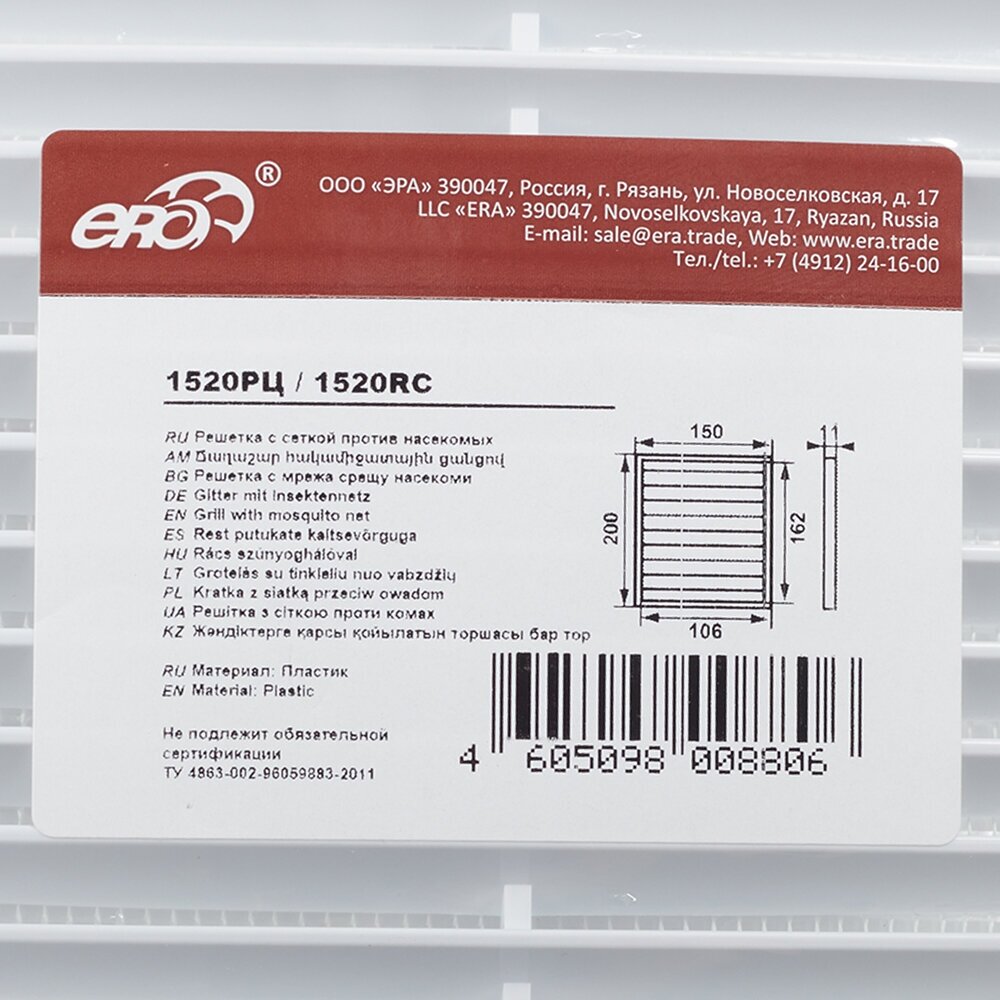 ERA®
ООО «ЭРА» 390047, Россия, г. Рязань, ул. Новоселковская, д. 17
LLC «ERA» 390047, Novoselkovskaya, 17, Ryazan, Russia
E-mail: sale@era.trade, Web: www.era.trade
Тел./tel.: +7 (4912) 24-16-00
1520РЦ / 1520RC
RU Решетка с сеткой против насекомых
AM Ճաղաշար հակամիջատային ցանցով
BG Решетка с мрежа срещу насекоми
DE Gitter mit Insektennetz
EN Grill with mosquito net
ES Rest putukate kaitsevõrguga
HU Rács szúnyoghálóval
LT Grotelės su tinkleliu nuo vabzdžių
PL Kratka z siatką przeciw owadom
UA Решітка з сіткою проти комах
KZ Жәндіктерге қарсы қойылатын торшасы бар тор
RU Материал: Пластик
EN Material: Plastic
Не подлежит обязательной
сертификации
ТУ 4863-002-96059883-2011
150
11
200
162
106
4 605098 008806